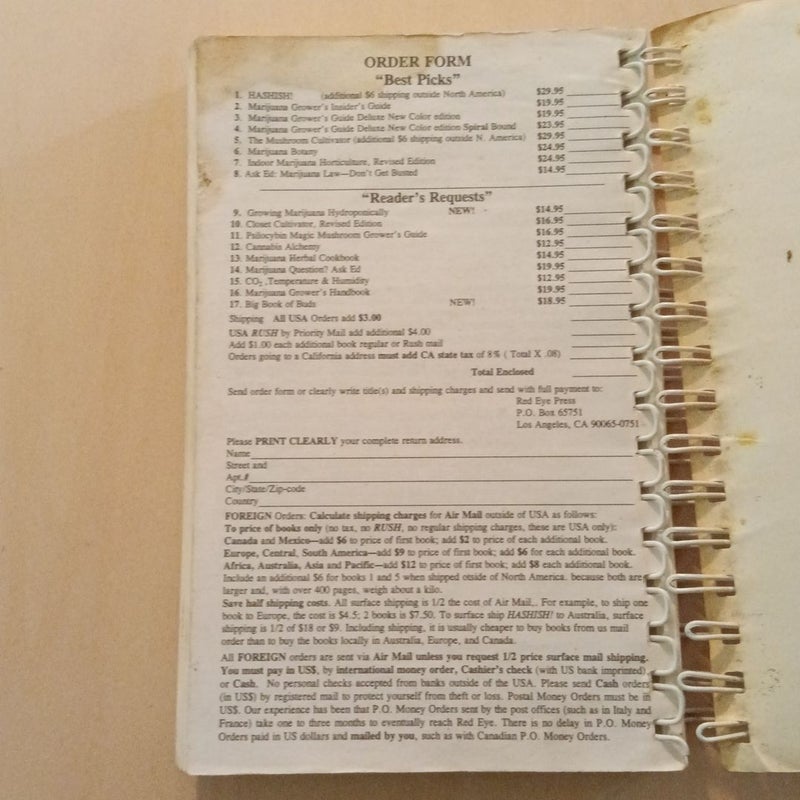 ORDER FORM
"Best Picks"
1. HASHISH! (additional $6 shipping outside North America) $29.95
2. Marijuana Grower's Insider's Guide $19.95
3. Marijuana Grower's Guide Deluxe New Color edition $19.95
4. Marijuana Grower's Guide Deluxe New Color edition Spiral Bound $23.95
5. The Mushroom Cultivator (additional $6 shipping outside N. America) $29.95
6. Marijuana Botany $24.95
7. Indoor Marijuana Horticulture, Revised Edition $24.95
8. Ask Ed: Marijuana Law—Don't Get Busted $14.95
"Reader's Requests"
9. Growing Marijuana Hydroponically NEW! $14.95
10. Closet Cultivator, Revised Edition $16.95
11. Psilocybin Magic Mushroom Grower's Guide $16.95
12. Cannabis Alchemy $12.95
13. Marijuana Herbal Cookbook $14.95
14. Marijuana Question? Ask Ed $19.95
15. CO2, Temperature & Humidity $12.95
16. Marijuana Grower's Handbook $19.95
17. Big Book of Buds NEW! $18.95
Shipping All USA Orders add $3.00
USA RUSH by Priority Mail add additional $4.00
Add $1.00 each additional book regular or Rush mail
Orders going to a California address must add CA state tax of 8% ( Total X .08)
Total Enclosed
Send order form or clearly write title(s) and shipping charges and send with full payment to:
Red Eye Press
P.O. Box 65751
Los Angeles, CA 90065-0751
Please PRINT CLEARLY your complete return address.
Name
Street and
Apt.#
City/State/Zip-code
Country
FOREIGN Orders: Calculate shipping charges for Air Mail outside of USA as follows:
To price of books only (no tax, no RUSH, no regular shipping charges, these are USA only):
Canada and Mexico—add $6 to price of first book; add $2 to price of each additional book.
Europe, Central, South America—add $9 to price of first book; add $6 for each additional book.
Africa, Australia, Asia and Pacific—add $12 to price of first book; add $8 each additional book.
Include an additional $6 for books 1 and 5 when shipped otside of North America. because both are
larger and, with over 400 pages, weigh about a kilo.
Save half shipping costs. All surface shipping is 1/2 the cost of Air Mail.. For example, to ship one
book to Europe, the cost is $4.5; 2 books is $7.50. To surface ship HASHISH! to Australia, surface
shipping is 1/2 of $18 or $9. Including shipping, it is usually cheaper to buy books from us mail
order than to buy the books locally in Australia, Europe, and Canada.
All FOREIGN orders are sent via Air Mail unless you request 1/2 price surface mail shipping.
You must pay in US$, by international money order, Cashier's check (with US bank imprinted)
or Cash. No personal checks accepted from banks outside of the USA. Please send Cash orders
(in US$) by registered mail to protect yourself from theft or loss. Postal Money Orders must be in
US$. Our experience has been that P.O. Money Orders sent by the post offices (such as in Italy and
France) take one to three months to eventually reach Red Eye. There is no delay in P.O. Money
Orders paid in US dollars and mailed by you, such as with Canadian P.O. Money Orders.